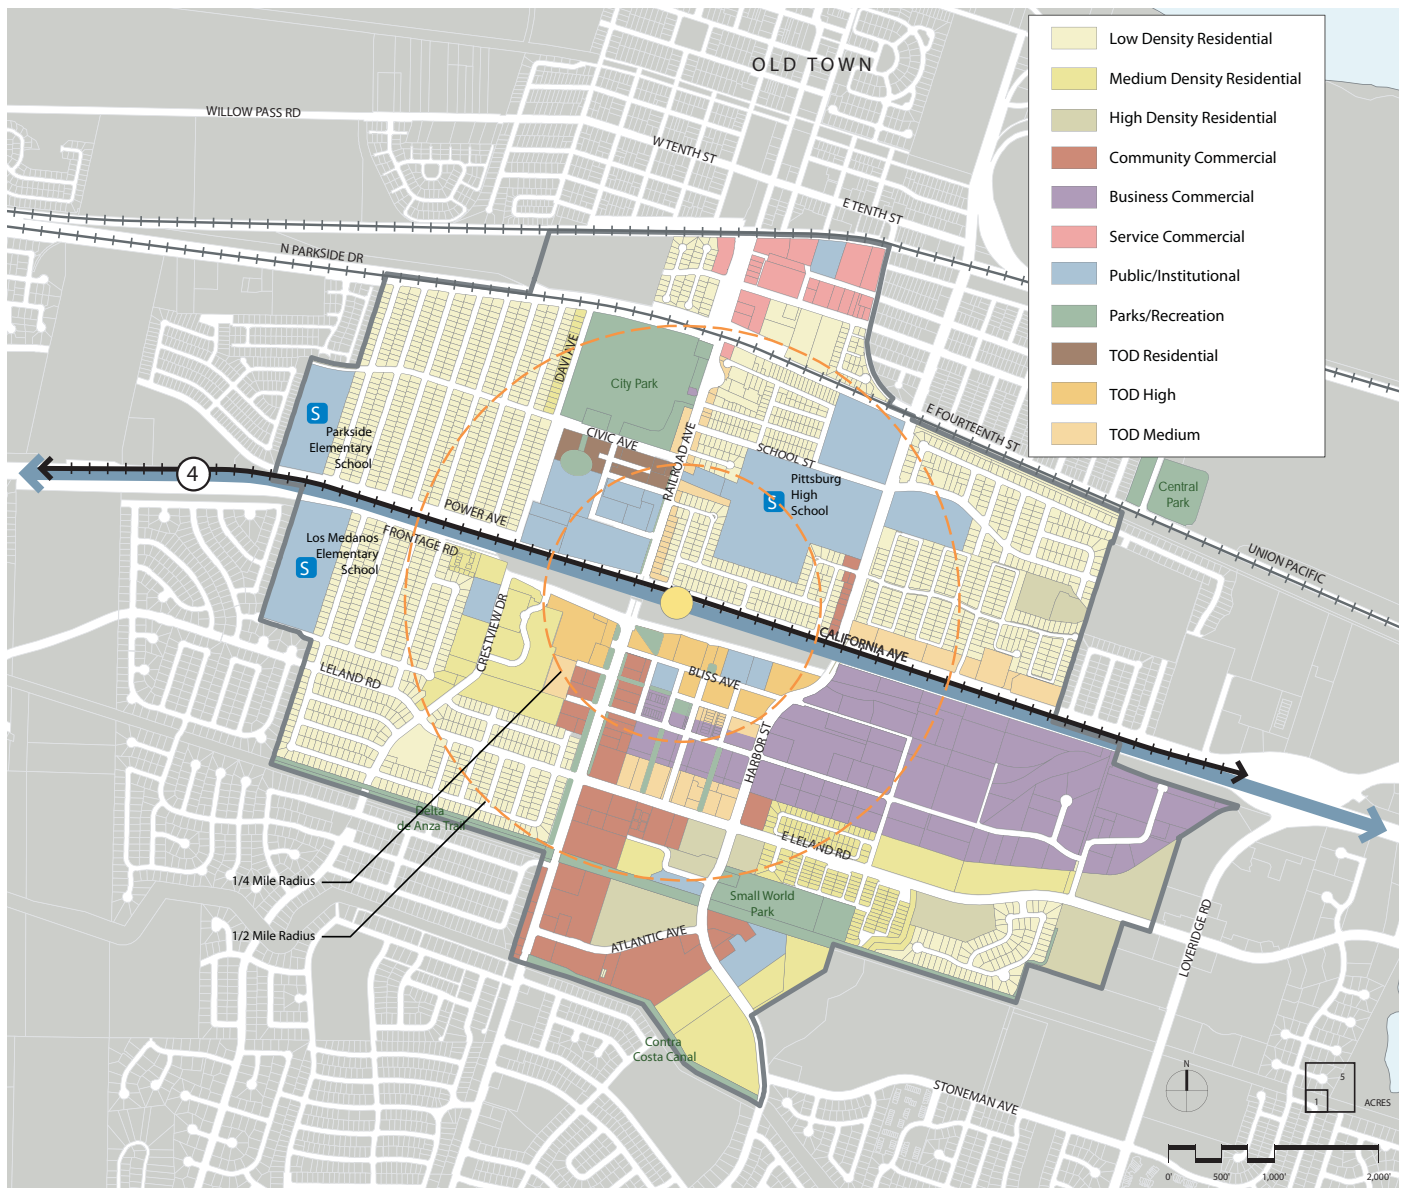 OLD TOWN
WILLOW PASS RD
W TENTH ST
E TENTH ST
N PARKSIDE DR
Low Density Residential
Medium Density Residential
High Density Residential
Community Commercial
Business Commercial
Service Commercial
Public/Institutional
Parks/Recreation
TOD Residential
TOD High
TOD Medium
DAVI AVE
City Park
S
Parkside
Elementary
School
CIVIC AVE
RAILROAD AVE
SCHOOL ST
E FOURTEENTH ST
4
S
Pittsburg
High
School
Central
Park
POWER AVE
FRONTAGE RD
S
Los Medanos
Elementary
School
UNION PACIFIC
CRESTVIEW DR
CALIFORNIA AVE
LELAND RD
BLISS AVE
HARBOR ST
Delta
de Anza Trail
E LELAND RD
1/4 Mile Radius
Small World
Park
1/2 Mile Radius
ATLANTIC AVE
LOVERIDGE RD
Contra
Costa Canal
STONEMAN AVE
N
5
1
ACRES
0'
500'
1,000'
2,000'